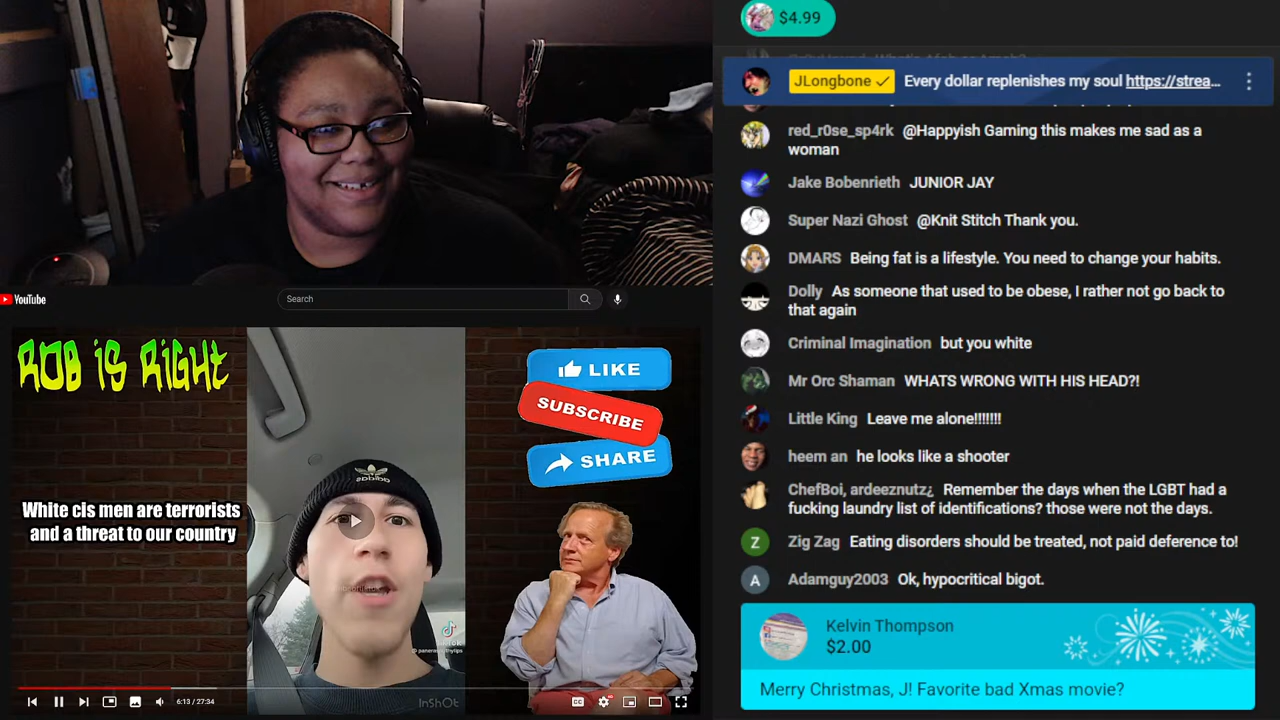 $4.99
JLongbone Every dollar replenishes my soul https://strea...
red_r0se_sp4rk @Happyish Gaming this makes me sad as a
woman
Jake Bobenrieth JUNIOR JAY
Super Nazi Ghost @Knit Stitch Thank you.
DMARS Being fat is a lifestyle. You need to change your habits.
Dolly As someone that used to be obese, I rather not go back to
that again
Criminal Imagination but you white
Mr Orc Shaman WHATS WRONG WITH HIS HEAD?!
Little King Leave me alone!!!!!!!
heem an he looks like a shooter
ChefBoi, ardeeznutz¿ Remember the days when the LGBT had a
fucking laundry list of identifications? those were not the days.
Z
Zig Zag Eating disorders should be treated, not paid deference to!
A
Adamguy2003 Ok, hypocritical bigot.
Kelvin Thompson
$2.00
Merry Christmas, J! Favorite bad Xmas movie?
YouTube
Search
ROB iS RiGHt
LIKE
SUBSCRIBE
SHARE
White cis men are terrorists
and a threat to our country
adidas
InShOt
6:13 / 27:34
CC
HD